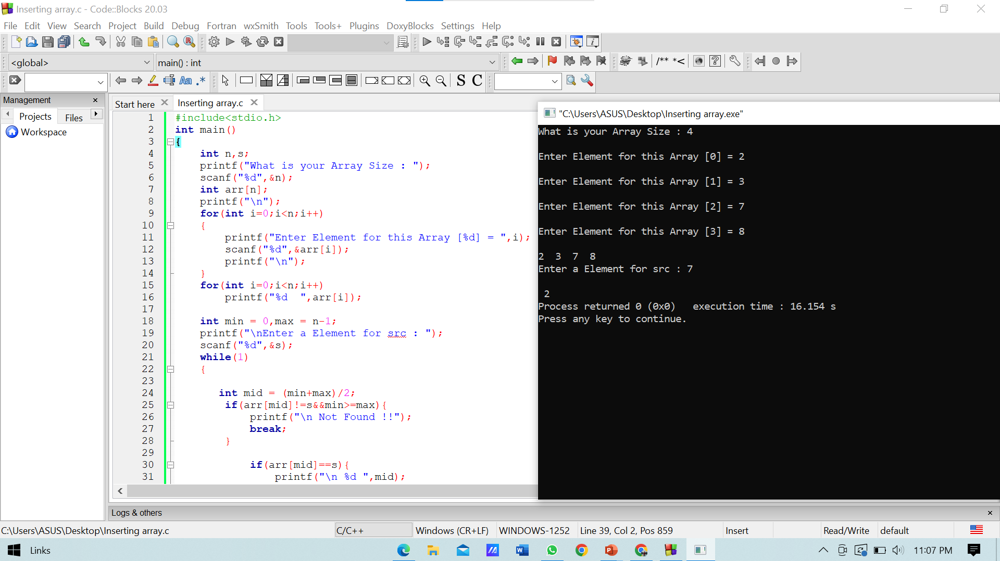 Inserting array.c - Code::Blocks 20.03
File Edit View Search Project Build Debug Fortran wxSmith Tools Tools+ Plugins DoxyBlocks Settings Help
<global> main() : int
/** *<
Aa .* S C
Management
Projects Files
Workspace
Start here Inserting array.c
1 #include<stdio.h>
2 int main()
3 {
4 int n,s;
5 printf("What is your Array Size : ");
6 scanf("%d",&n);
7 int arr[n];
8 printf("\n");
9 for(int i=0;i<n;i++)
10 {
11 printf("Enter Element for this Array [%d] = ",i);
12 scanf("%d",&arr[i]);
13 printf("\n");
14 }
15 for(int i=0;i<n;i++)
16 printf("%d  ",arr[i]);
17
18 int min = 0,max = n-1;
19 printf("\nEnter a Element for src : ");
20 scanf("%d",&s);
21 while(1)
22 {
23
24 int mid = (min+max)/2;
25 if(arr[mid]!=s&&min>=max){
26 printf("\n Not Found !!");
27 break;
28 }
29
30 if(arr[mid]==s){
31 printf("\n %d ",mid);
"C:\Users\ASUS\Desktop\Inserting array.exe"
What is your Array Size : 4
Enter Element for this Array [0] = 2
Enter Element for this Array [1] = 3
Enter Element for this Array [2] = 7
Enter Element for this Array [3] = 8
2  3  7  8
Enter a Element for src : 7
2
Process returned 0 (0x0)   execution time : 16.154 s
Press any key to continue.
Logs & others
C:\Users\ASUS\Desktop\Inserting array.c C/C++ Windows (CR+LF) WINDOWS-1252 Line 39, Col 2, Pos 859 Insert Read/Write default
Links 11:07 PM